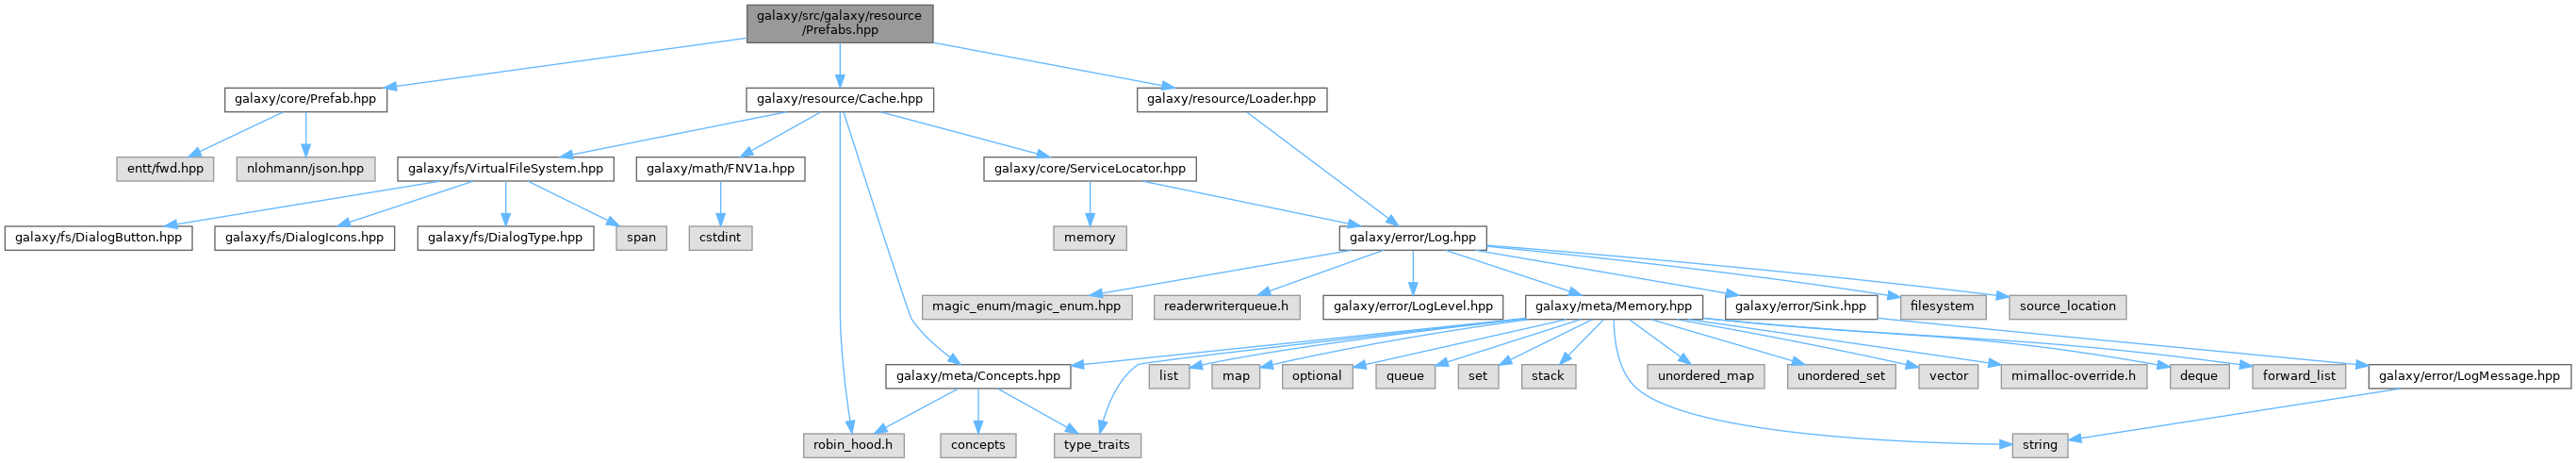 galaxy/src/galaxy/resource
/Prefabs.hpp
galaxy/core/Prefab.hpp
galaxy/resource/Cache.hpp
galaxy/resource/Loader.hpp
entt/fwd.hpp
nlohmann/json.hpp
galaxy/fs/VirtualFileSystem.hpp
galaxy/math/FNV1a.hpp
galaxy/core/ServiceLocator.hpp
galaxy/fs/DialogButton.hpp
galaxy/fs/DialogIcons.hpp
galaxy/fs/DialogType.hpp
span
cstdint
memory
galaxy/error/Log.hpp
magic_enum/magic_enum.hpp
readerwriterqueue.h
galaxy/error/LogLevel.hpp
galaxy/meta/Memory.hpp
galaxy/error/Sink.hpp
filesystem
source_location
galaxy/meta/Concepts.hpp
list
map
optional
queue
set
stack
unordered_map
unordered_set
vector
mimalloc-override.h
deque
forward_list
galaxy/error/LogMessage.hpp
robin_hood.h
concepts
type_traits
string